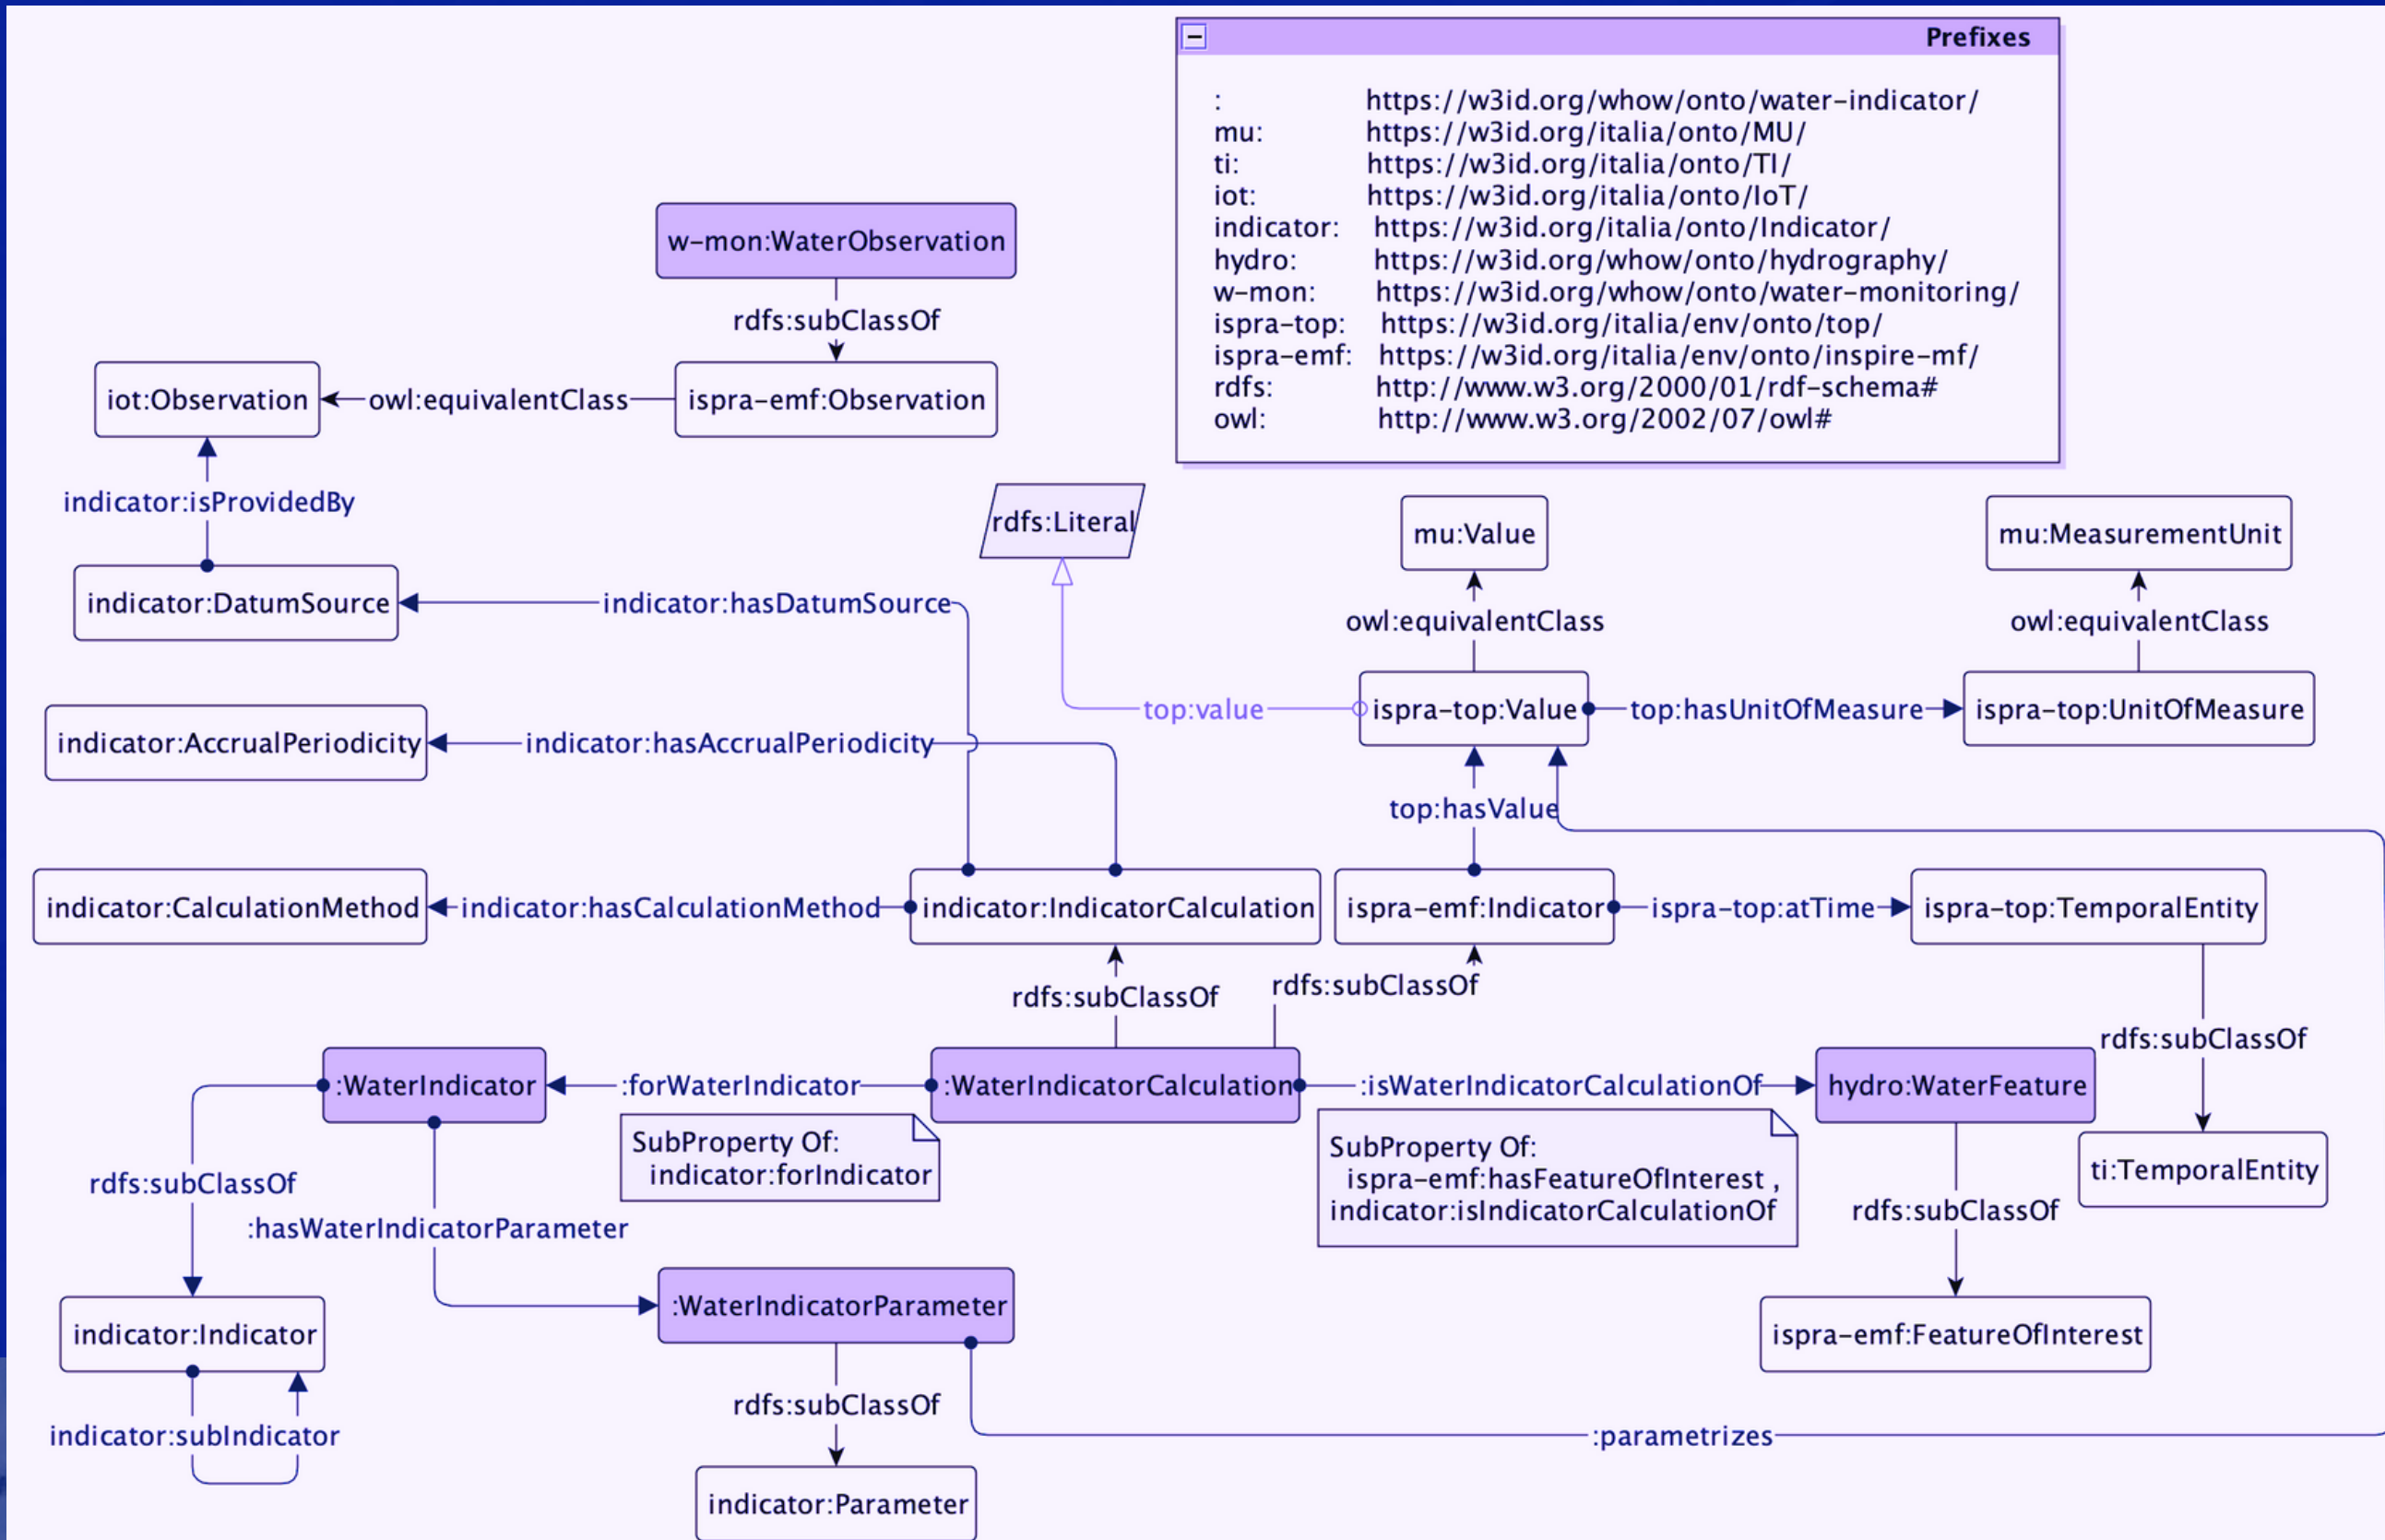 Prefixes
: https://w3id.org/whow/onto/water-indicator/
mu: https://w3id.org/italia/onto/MU/
ti: https://w3id.org/italia/onto/TI/
iot: https://w3id.org/italia/onto/IoT/
indicator: https://w3id.org/italia/onto/Indicator/
hydro: https://w3id.org/whow/onto/hydrography/
w-mon: https://w3id.org/whow/onto/water-monitoring/
ispra-top: https://w3id.org/italia/env/onto/top/
ispra-emf: https://w3id.org/italia/env/onto/inspire-mf/
rdfs: http://www.w3.org/2000/01/rdf-schema#
owl: http://www.w3.org/2002/07/owl#
w-mon:WaterObservation
rdfs:subClassOf
iot:Observation
owl:equivalentClass
ispra-emf:Observation
indicator:isProvidedBy
rdfs:Literal
mu:Value
mu:MeasurementUnit
indicator:DatumSource
indicator:hasDatumSource
owl:equivalentClass
owl:equivalentClass
top:value
ispra-top:Value
top:hasUnitOfMeasure
ispra-top:UnitOfMeasure
indicator:AccrualPeriodicity
indicator:hasAccrualPeriodicity
top:hasValue
indicator:CalculationMethod
indicator:hasCalculationMethod
indicator:IndicatorCalculation
ispra-emf:Indicator
ispra-top:atTime
ispra-top:TemporalEntity
rdfs:subClassOf
rdfs:subClassOf
rdfs:subClassOf
:WaterIndicator
:forWaterIndicator
:WaterIndicatorCalculation
:isWaterIndicatorCalculationOf
hydro:WaterFeature
SubProperty Of:
indicator:forIndicator
SubProperty Of:
ispra-emf:hasFeatureOfInterest ,
indicator:isIndicatorCalculationOf
ti:TemporalEntity
rdfs:subClassOf
rdfs:subClassOf
:hasWaterIndicatorParameter
:WaterIndicatorParameter
indicator:Indicator
ispra-emf:FeatureOfInterest
rdfs:subClassOf
indicator:subIndicator
:parametrizes
indicator:Parameter